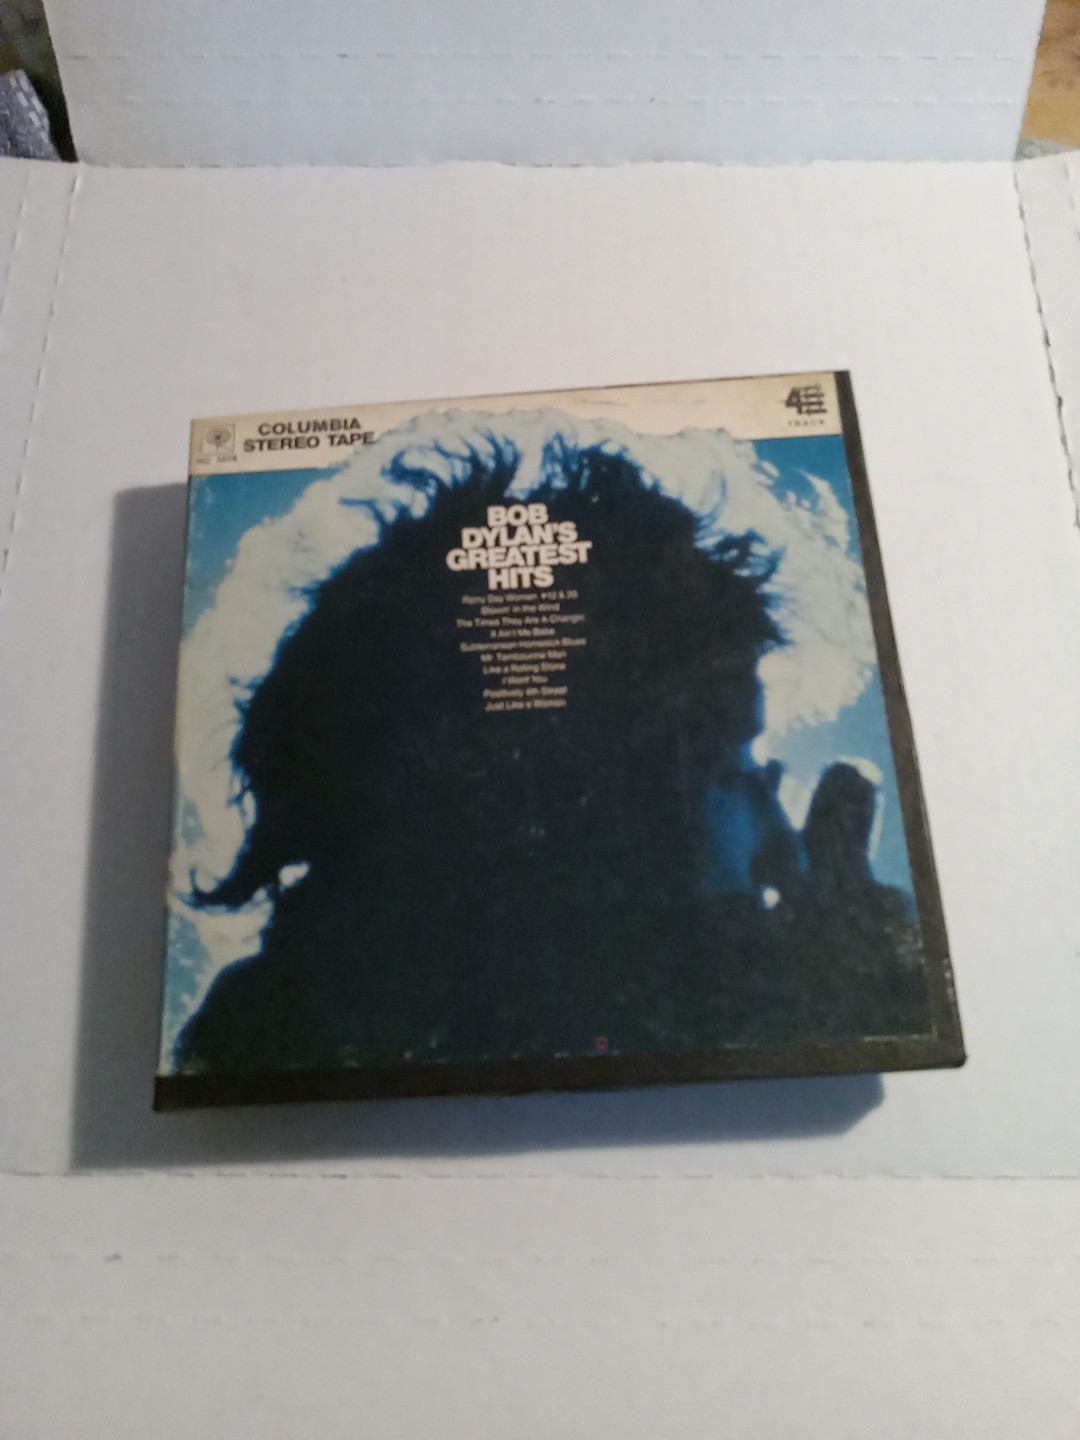 COLUMBIA
STEREO TAPE
4
TRACK
BOB
DYLAN'S
GREATEST
HITS
Rainy Day Women #12 & 35
Blowin' in the Wind
The Times They Are A-Changin'
It Ain't Me Babe
Subterranean Homesick Blues
Mr. Tambourine Man
Like a Rolling Stone
I Want You
Positively 4th Street
Just Like a Woman